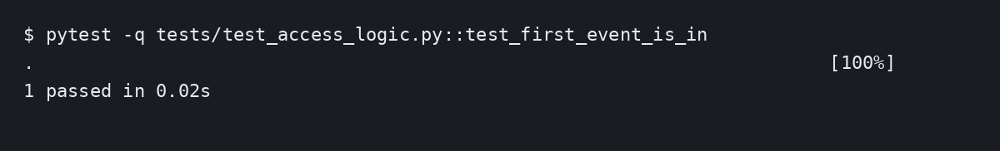 $ pytest -q tests/test_access_logic.py::test_first_event_is_in
. [100%]
1 passed in 0.02s